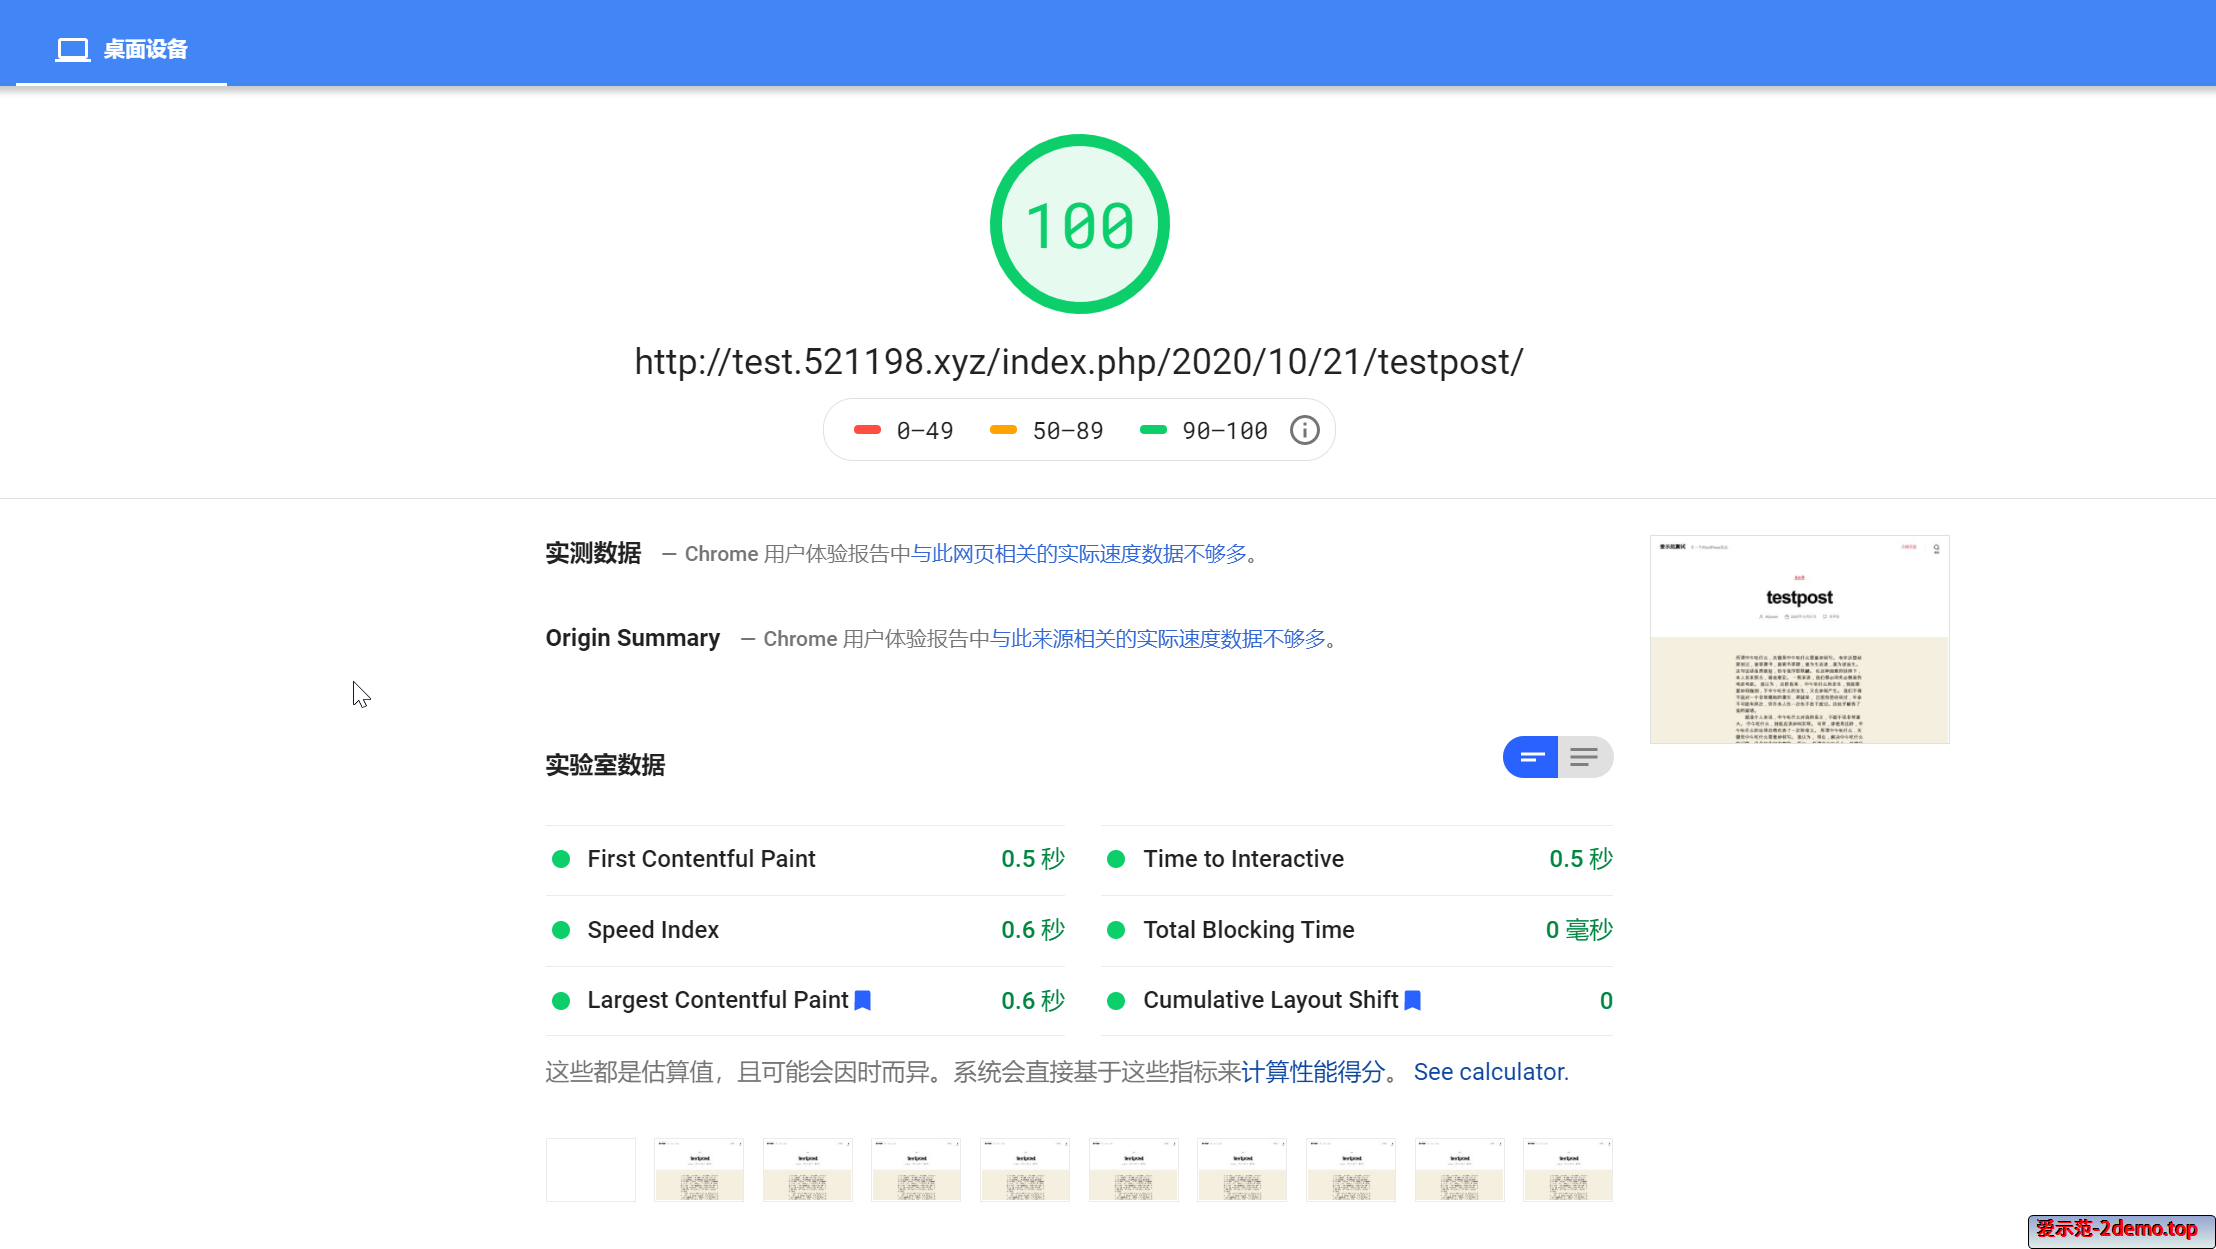 桌面设备
100
http://test.521198.xyz/index.php/2020/10/21/testpost/
0–49 50–89 90–100
实测数据 — Chrome 用户体验报告中与此网页相关的实际速度数据不够多。
testpost
Origin Summary — Chrome 用户体验报告中与此来源相关的实际速度数据不够多。
实验室数据
First Contentful Paint 0.5 秒
Time to Interactive 0.5 秒
Speed Index 0.6 秒
Total Blocking Time 0 毫秒
Largest Contentful Paint 0.6 秒
Cumulative Layout Shift 0
这些都是估算值，且可能会因时而异。系统会直接基于这些指标来计算性能得分。 See calculator.
爱示范-2demo.top